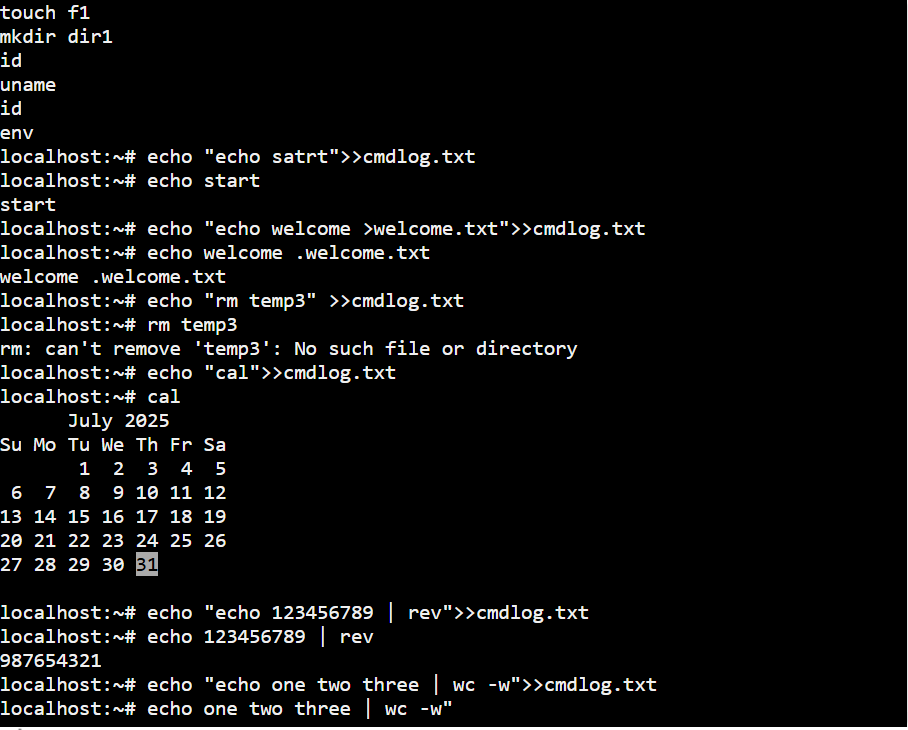 touch f1
mkdir dir1
id
uname
id
env
localhost:~# echo "echo satrt">>cmdlog.txt
localhost:~# echo start
start
localhost:~# echo "echo welcome >welcome.txt">>cmdlog.txt
localhost:~# echo welcome .welcome.txt
welcome .welcome.txt
localhost:~# echo "rm temp3" >>cmdlog.txt
localhost:~# rm temp3
rm: can't remove 'temp3': No such file or directory
localhost:~# echo "cal">>cmdlog.txt
localhost:~# cal
      July 2025
Su Mo Tu We Th Fr Sa
       1  2  3  4  5
 6  7  8  9 10 11 12
13 14 15 16 17 18 19
20 21 22 23 24 25 26
27 28 29 30 31
localhost:~# echo "echo 123456789 | rev">>cmdlog.txt
localhost:~# echo 123456789 | rev
987654321
localhost:~# echo "echo one two three | wc -w">>cmdlog.txt
localhost:~# echo one two three | wc -w"